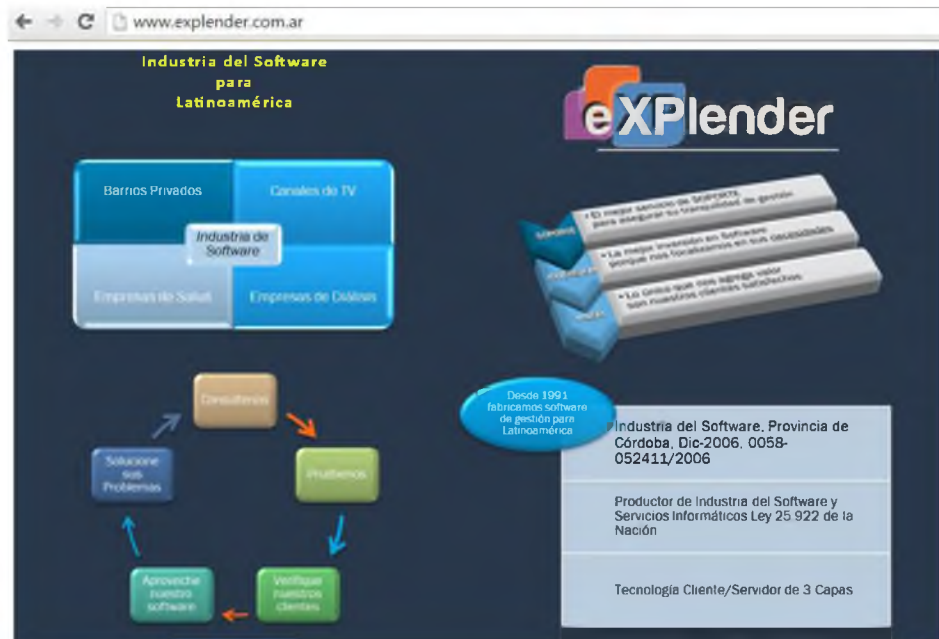 www.explender.com.ar
Industria del Software
para
Latinoamérica
eXPlender
Barrios Privados
Canales de TV
Industria de
Software
Empresas de Salud
Empresas de Diálisis
SOPORTE
• El mejor servicio de SOPORTE
para asegurar su tranquilidad de gestión
• La mejor inversión en Software
porque nos focalizamos en sus necesidades
• Lo único que nos agrega valor
son nuestros clientes satisfechos
Consúltenos
Pruébenos
Verifique
nuestros
clientes
Aproveche
nuestro
software
Solucione
sus
Problemas
Desde 1991
fabricamos software
de gestión para
Latinoamérica
Industria del Software, Provincia de
Córdoba, Dic-2006, 0058-
052411/2006
Productor de Industria del Software y
Servicios Informáticos Ley 25.922 de la
Nación
Tecnología Cliente/Servidor de 3 Capas